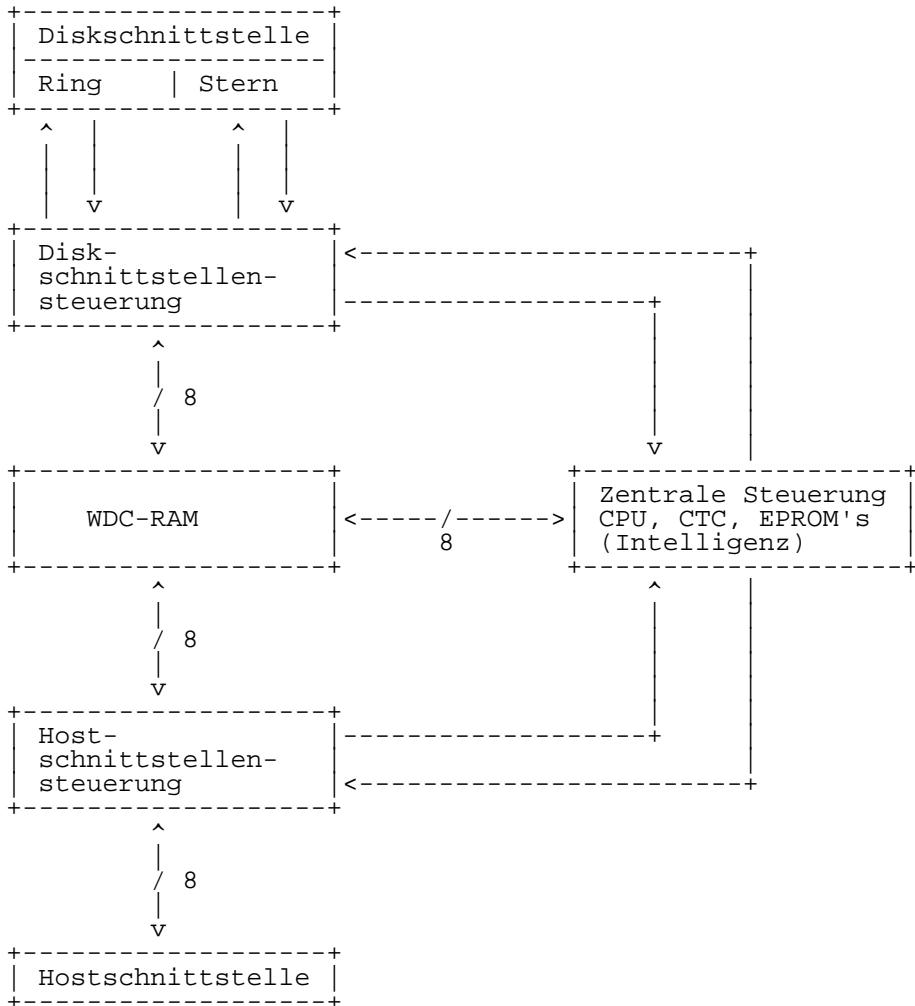 Diskschnittstelle
Ring | Stern
Disk-
schnittstellen-
steuerung
8
WDC-RAM
8
Zentrale Steuerung
CPU, CTC, EPROM's
(Intelligenz)
8
Host-
schnittstellen-
steuerung
8
Hostschnittstelle